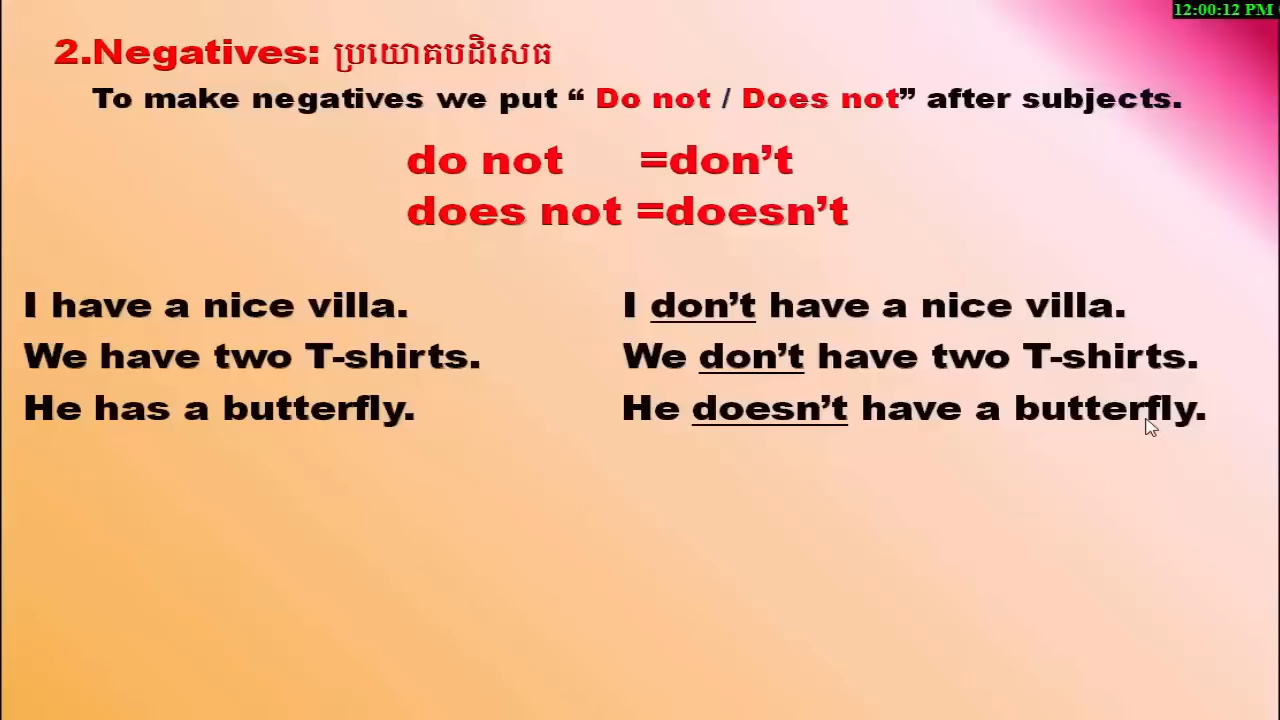 12:00:12 PM
2.Negatives: ប្រយោគបដិសេធ
To make negatives we put “ Do not / Does not” after subjects.
do not =don’t
does not =doesn’t
I have a nice villa. I don’t have a nice villa.
We have two T-shirts. We don’t have two T-shirts.
He has a butterfly. He doesn’t have a butterfly.